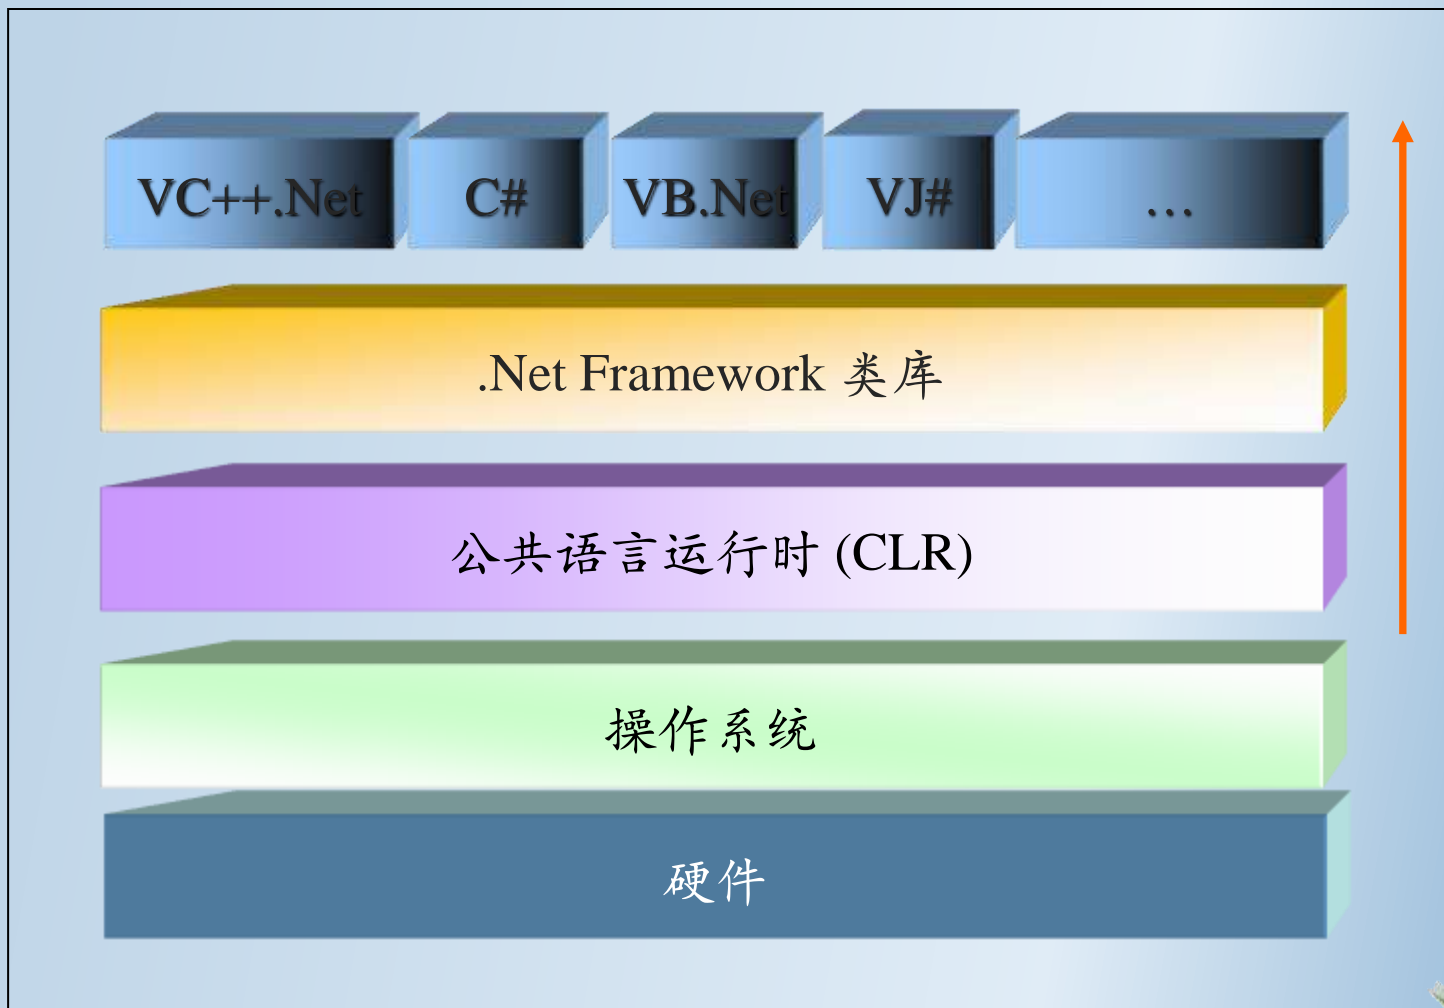 VC++.Net C# VB.Net VJ# …
.Net Framework 类库
公共语言运行时 (CLR)
操作系统
硬件